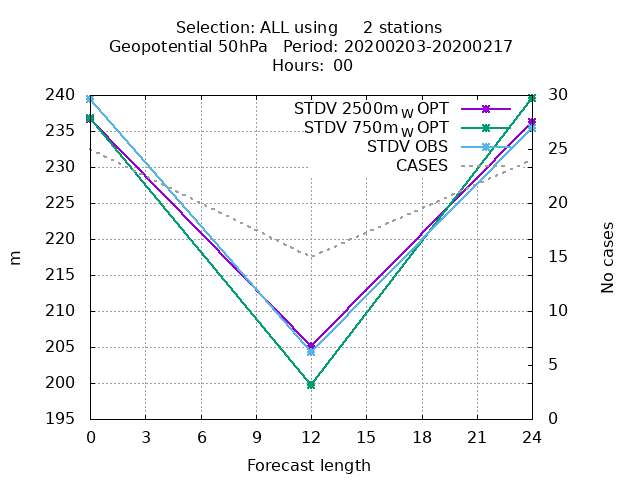 Selection: ALL using 2 stations
Geopotential 50hPa Period: 20200203-20200217
Hours: 00
240
235
230
225
220
215
210
205
200
195
m
STDV 2500mW OPT
STDV 750mW OPT
STDV OBS
CASES
30
25
20
15
10
5
0
No cases
0 3 6 9 12 15 18 21 24
Forecast length